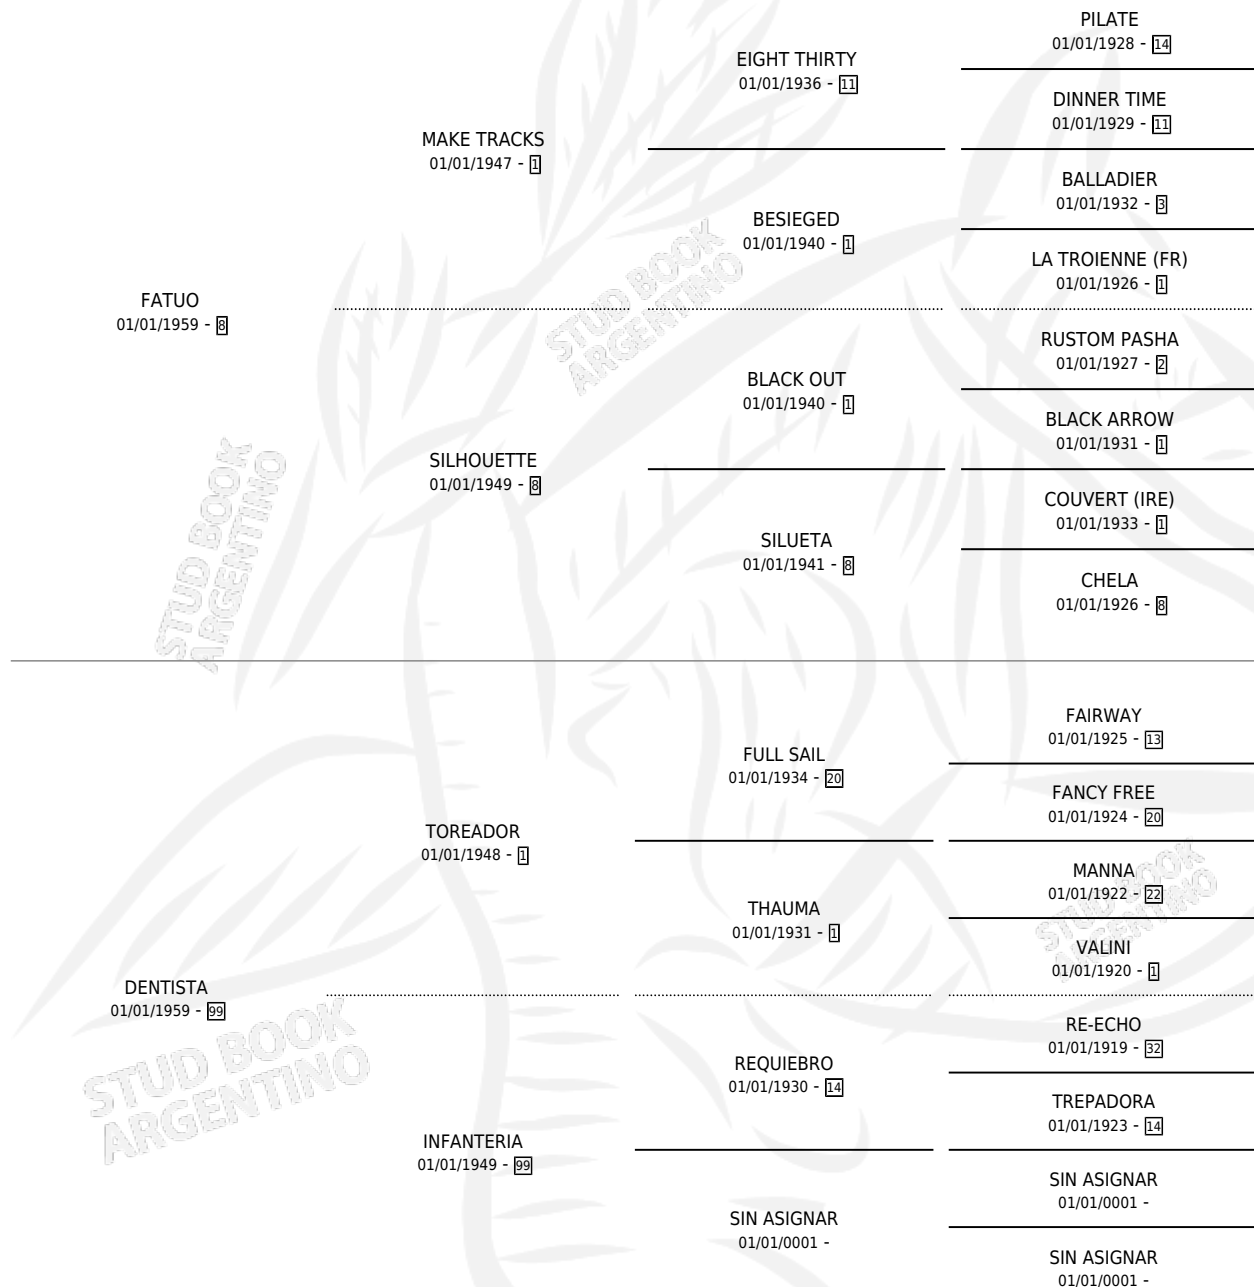 PILATE
01/01/1928 - 14
EIGHT THIRTY
01/01/1936 - 11
DINNER TIME
01/01/1929 - 11
MAKE TRACKS
01/01/1947 - 1
BALLADIER
01/01/1932 - 3
BESIEGED
01/01/1940 - 1
LA TROIENNE (FR)
01/01/1926 - 1
FATUO
01/01/1959 - 8
RUSTOM PASHA
01/01/1927 - 2
BLACK OUT
01/01/1940 - 1
BLACK ARROW
01/01/1931 - 1
SILHOUETTE
01/01/1949 - 8
COUVERT (IRE)
01/01/1933 - 1
SILUETA
01/01/1941 - 8
CHELA
01/01/1926 - 8
FAIRWAY
01/01/1925 - 13
FULL SAIL
01/01/1934 - 20
FANCY FREE
01/01/1924 - 20
TOREADOR
01/01/1948 - 1
MANNA
01/01/1922 - 22
THAUMA
01/01/1931 - 1
VALINI
01/01/1920 - 1
DENTISTA
01/01/1959 - 99
RE-ECHO
01/01/1919 - 32
REQUIEBRO
01/01/1930 - 14
TREPADORA
01/01/1923 - 14
INFANTERIA
01/01/1949 - 99
SIN ASIGNAR
01/01/0001 -
SIN ASIGNAR
01/01/0001 -
SIN ASIGNAR
01/01/0001 -
STUD BOOK
ARGENTINO
STUD BOOK
ARGENTINO
STUD BOOK
ARGENTINO
STUD BOOK
ARGENTINO